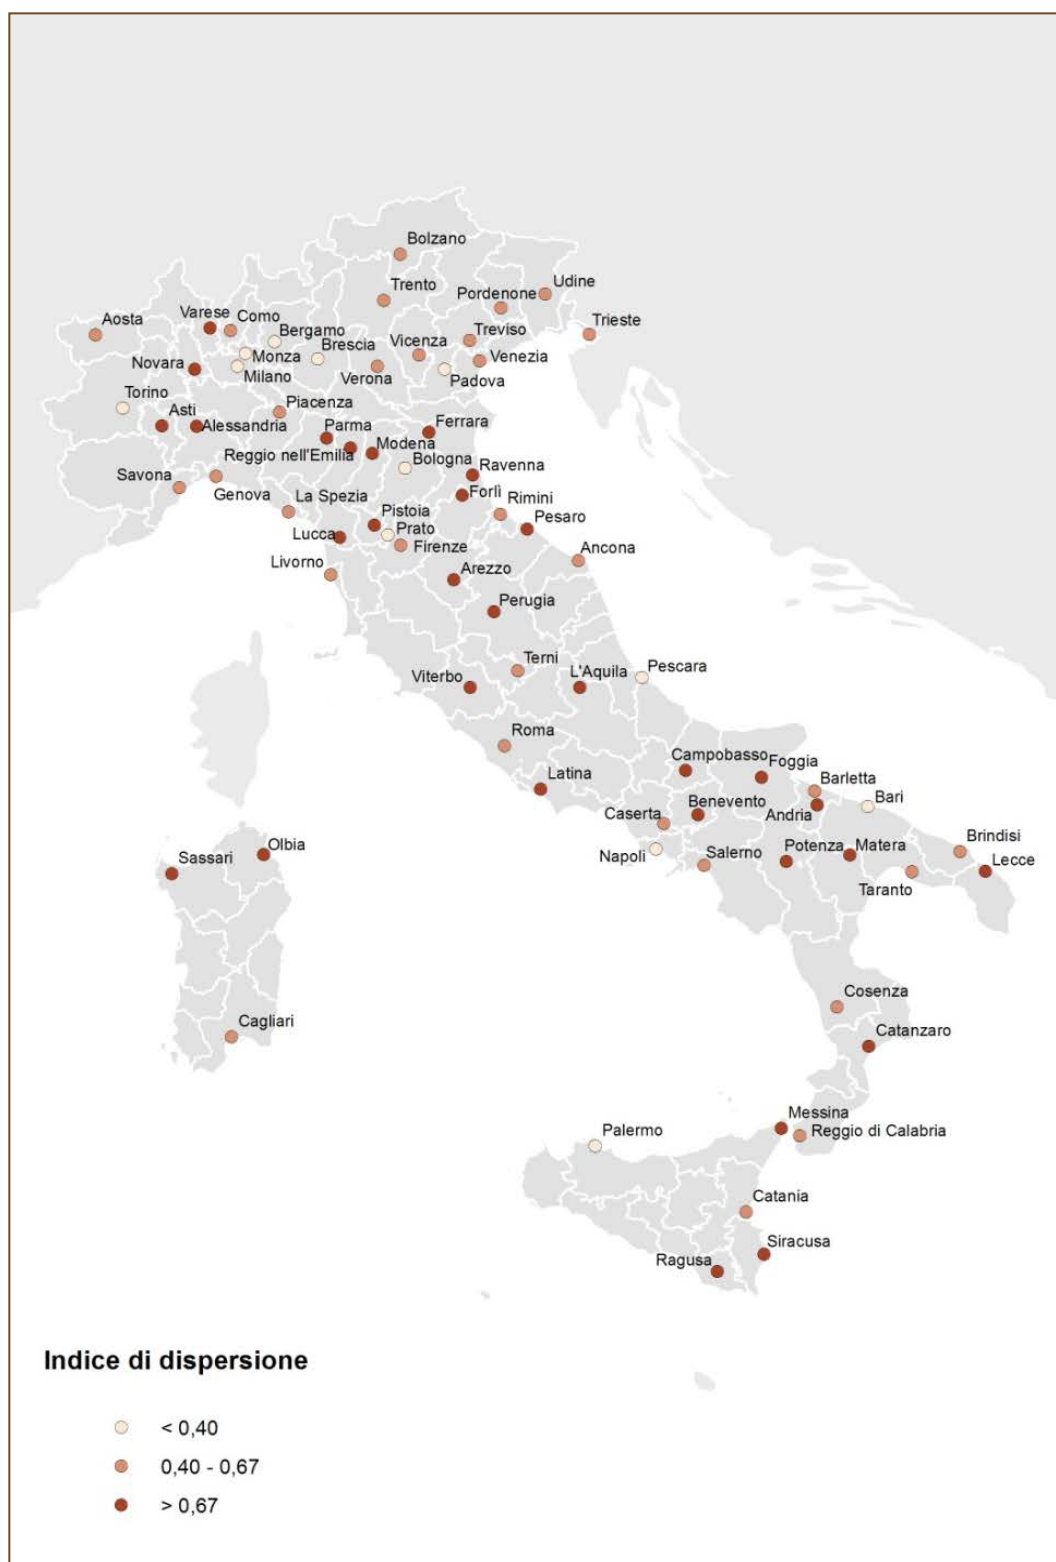 Bolzano
Trento
Udine
Pordenone
Aosta
Varese
Como
Trieste
Bergamo
Treviso
Vicenza
Brescia
Monza
Venezia
Novara
Milano
Verona
Padova
Torino
Piacenza
Asti
Alessandria
Parma
Ferrara
Modena
Reggio nell'Emilia
Bologna
Ravenna
Savona
Genova
La Spezia
Forlì
Rimini
Pistoia
Pesaro
Lucca
Prato
Firenze
Ancona
Livorno
Arezzo
Perugia
Terni
Pescara
Viterbo
L'Aquila
Roma
Campobasso
Foggia
Latina
Barletta
Benevento
Bari
Caserta
Andria
Olbia
Brindisi
Sassari
Napoli
Salerno
Potenza
Matera
Lecce
Taranto
Cosenza
Cagliari
Catanzaro
Messina
Palermo
Reggio di Calabria
Catania
Siracusa
Ragusa
Indice di dispersione
< 0,40
0,40 - 0,67
> 0,67